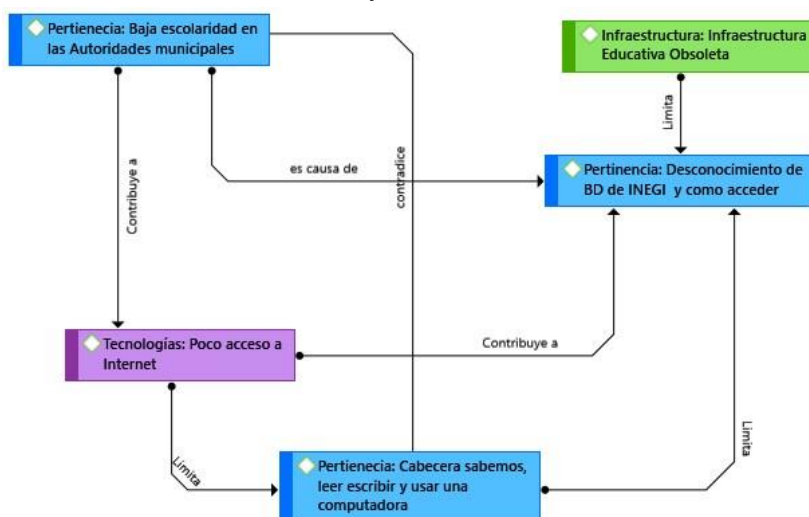 Pertienecia: Baja escolaridad en
las Autoridades municipales
Infraestructura: Infraestructura
Educativa Obsoleta
Limita
contradice
Contribuye a
es causa de
Pertinencia: Desconocimiento de
BD de INEGI y como acceder
Tecnologías: Poco acceso a
Internet
Contribuye a
Limita
Limita
Pertienecia: Cabecera sabemos,
leer escribir y usar una
computadora